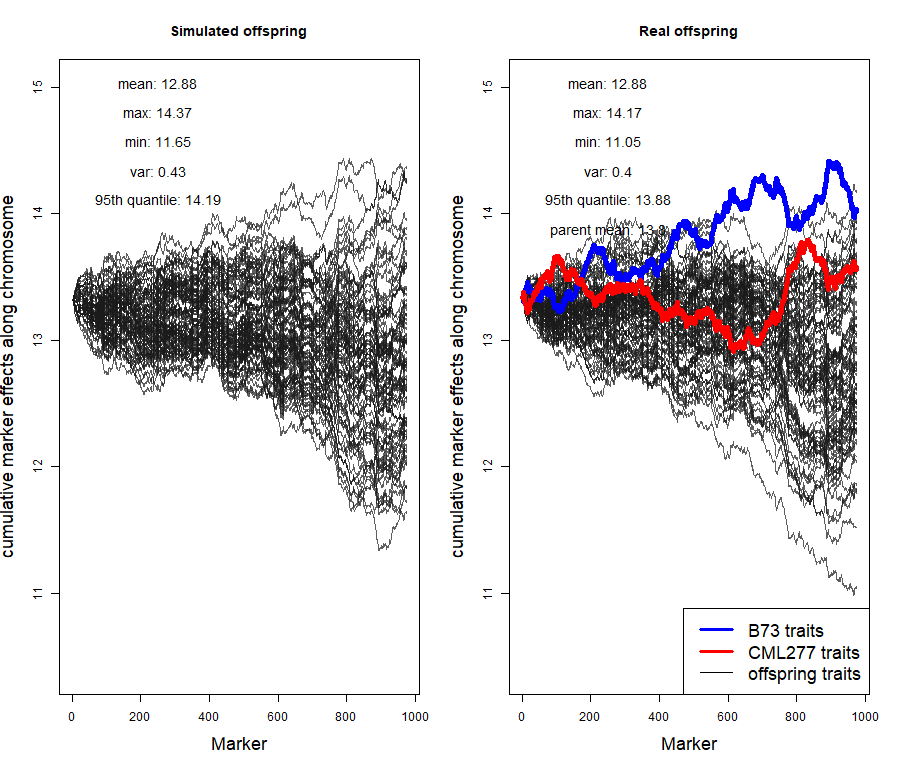 Simulated offspring
mean: 12.88
max: 14.37
min: 11.65
var: 0.43
95th quantile: 14.19
cumulative marker effects along chromosome
15
14
13
12
11
0 200 400 600 800 1000
Marker
Real offspring
mean: 12.88
max: 14.17
min: 11.05
var: 0.4
95th quantile: 13.88
parent mean: 13.8
cumulative marker effects along chromosome
15
14
13
12
11
B73 traits
CML277 traits
offspring traits
0 200 400 600 800 1000
Marker